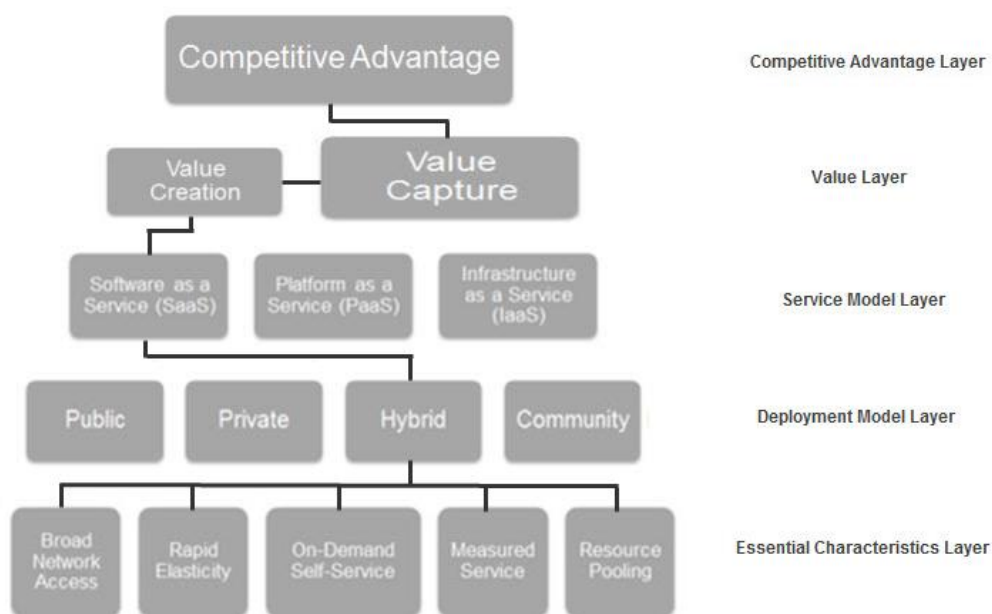 Competitive Advantage
Competitive Advantage Layer
Value
Creation
Value
Capture
Value Layer
Software as a
Service (SaaS)
Platform as a
Service (PaaS)
Infrastructure
as a Service
(IaaS)
Service Model Layer
Public
Private
Hybrid
Community
Deployment Model Layer
Broad
Network
Access
Rapid
Elasticity
On-Demand
Self-Service
Measured
Service
Resource
Pooling
Essential Characteristics Layer